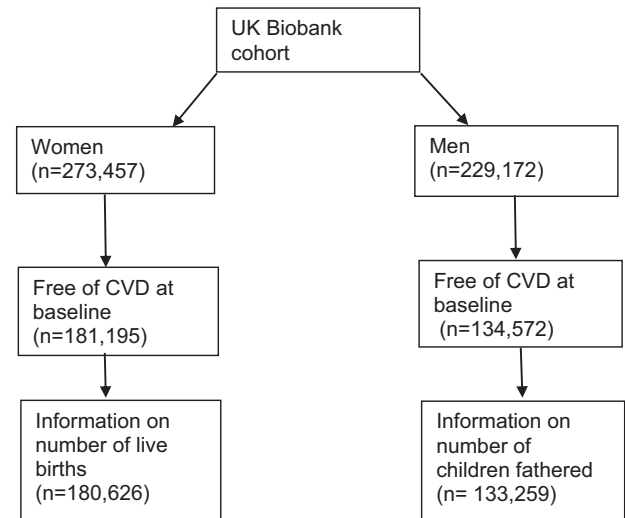 UK Biobank
cohort
Women
(n=273,457)
Men
(n=229,172)
Free of CVD at
baseline
(n=181,195)
Free of CVD at
baseline
(n=134,572)
Information on
number of live
births
(n=180,626)
Information on
number of
children fathered
(n= 133,259)